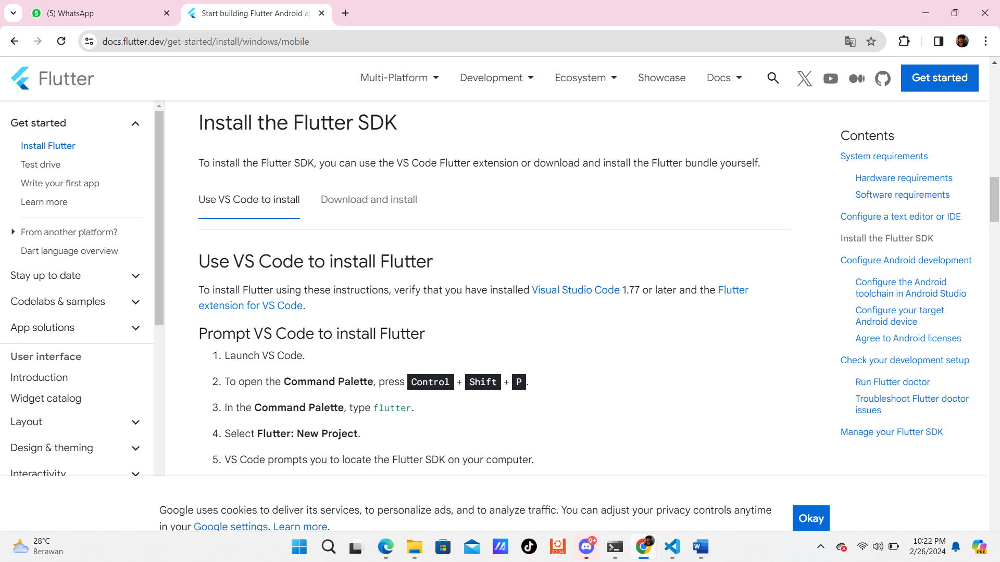 (5) WhatsApp
Start building Flutter Android a
docs.flutter.dev/get-started/install/windows/mobile
Flutter
Multi-Platform
Development
Ecosystem
Showcase
Docs
Get started
Get started
Install Flutter
Test drive
Write your first app
Learn more
From another platform?
Dart language overview
Stay up to date
Codelabs & samples
App solutions
User interface
Introduction
Widget catalog
Layout
Design & theming
Interactivity
Install the Flutter SDK
To install the Flutter SDK, you can use the VS Code Flutter extension or download and install the Flutter bundle yourself.
Use VS Code to install
Download and install
Use VS Code to install Flutter
To install Flutter using these instructions, verify that you have installed Visual Studio Code 1.77 or later and the Flutter
extension for VS Code.
Prompt VS Code to install Flutter
1. Launch VS Code.
2. To open the Command Palette, press Control + Shift + P.
3. In the Command Palette, type flutter.
4. Select Flutter: New Project.
5. VS Code prompts you to locate the Flutter SDK on your computer.
Contents
System requirements
Hardware requirements
Software requirements
Configure a text editor or IDE
Install the Flutter SDK
Configure Android development
Configure the Android
toolchain in Android Studio
Configure your target
Android device
Agree to Android licenses
Check your development setup
Run Flutter doctor
Troubleshoot Flutter doctor
issues
Manage your Flutter SDK
Google uses cookies to deliver its services, to personalize ads, and to analyze traffic. You can adjust your privacy controls anytime
in your Google settings. Learn more.
Okay
28°C
Berawan
22.04
9+
10:22 PM
2/26/2024
PRE